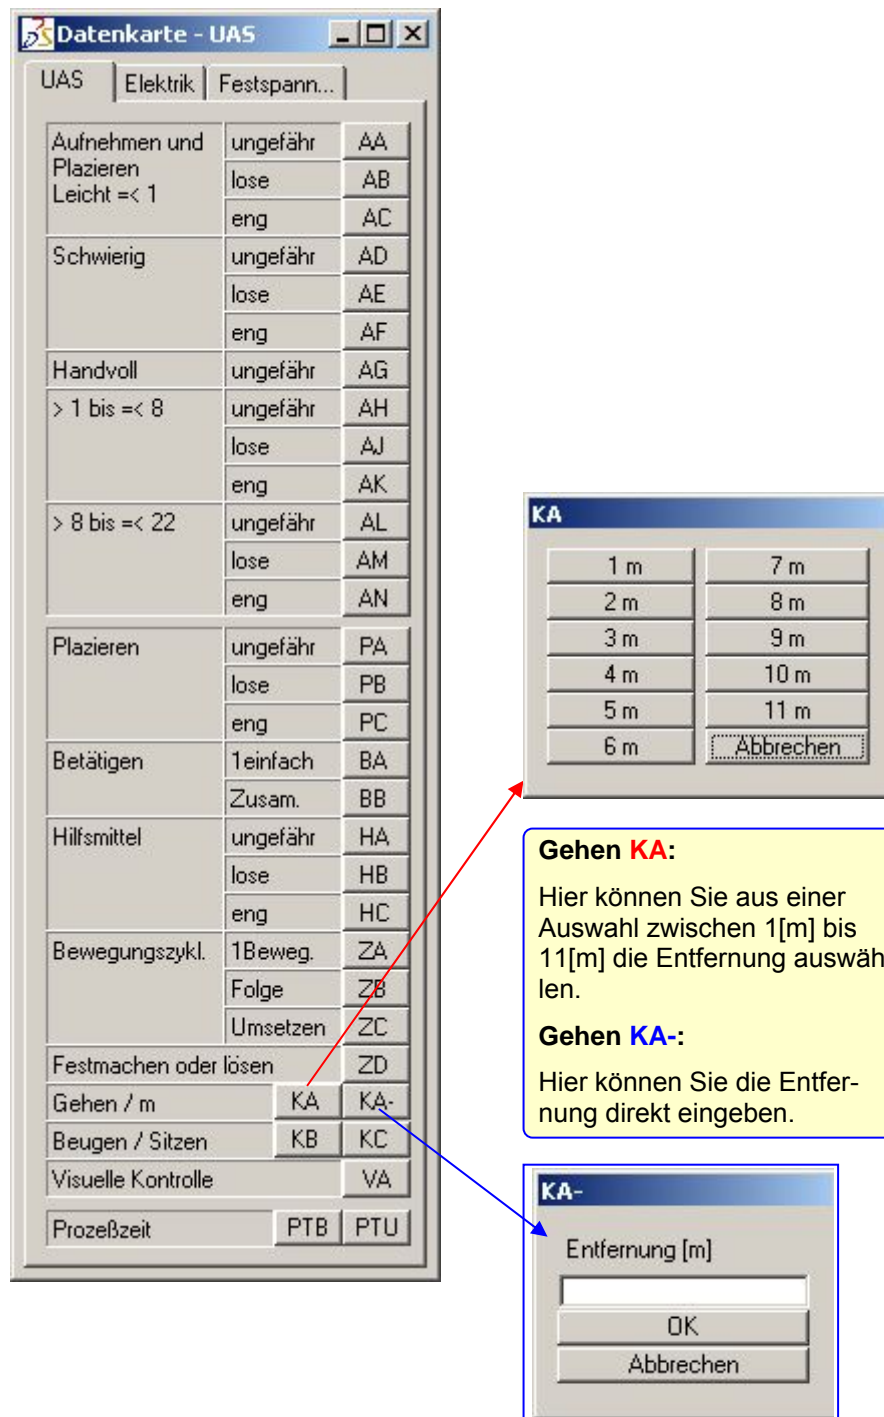 Datenkarte - UAS
UAS Elektrik Festspann...
Aufnehmen und ungefähr AA
Plazieren lose AB
Leicht =< 1
eng AC
Schwierig ungefähr AD
lose AE
eng AF
Handvoll ungefähr AG
> 1 bis =< 8 ungefähr AH
lose AJ
eng AK
> 8 bis =< 22 ungefähr AL
lose AM
eng AN
Plazieren ungefähr PA
lose PB
eng PC
Betätigen 1einfach BA
Zusam. BB
Hilfsmittel ungefähr HA
lose HB
eng HC
Bewegungszykl. 1Beweg. ZA
Folge ZB
Umsetzen ZC
Festmachen oder lösen ZD
Gehen / m KA KA-
Beugen / Sitzen KB KC
Visuelle Kontrolle VA
Prozeßzeit PTB PTU
KA
1 m 7 m
2 m 8 m
3 m 9 m
4 m 10 m
5 m 11 m
6 m Abbrechen
Gehen KA:
Hier können Sie aus einer
Auswahl zwischen 1[m] bis
11[m] die Entfernung auswäh
len.
Gehen KA-:
Hier können Sie die Entfer-
nung direkt eingeben.
KA-
Entfernung [m]
OK
Abbrechen